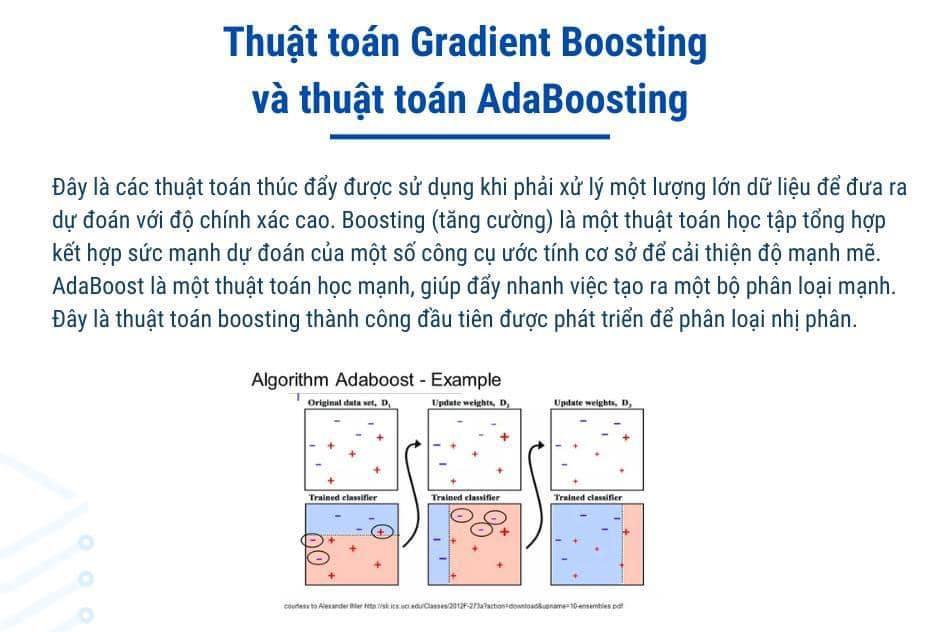 Thuật toán Gradient Boosting
và thuật toán AdaBoosting
Đây là các thuật toán thúc đẩy được sử dụng khi phải xử lý một lượng lớn dữ liệu để đưa ra
dự đoán với độ chính xác cao. Boosting (tăng cường) là một thuật toán học tập tổng hợp
kết hợp sức mạnh dự đoán của một số công cụ ước tính cơ sở để cải thiện độ mạnh mẽ.
AdaBoost là một thuật toán học mạnh, giúp đẩy nhanh việc tạo ra một bộ phân loại mạnh.
Đây là thuật toán boosting thành công đầu tiên được phát triển để phân loại nhị phân.
Algorithm Adaboost - Example
Original data set, D₁
Update weights, D₂
Update weights, D₃
Trained classifier
Trained classifier
Trained classifier
courtesy to Alexander Ihler http://sli.ics.uci.edu/Classes/2012F-273a?action=download&upname=10-ensembles.pdf